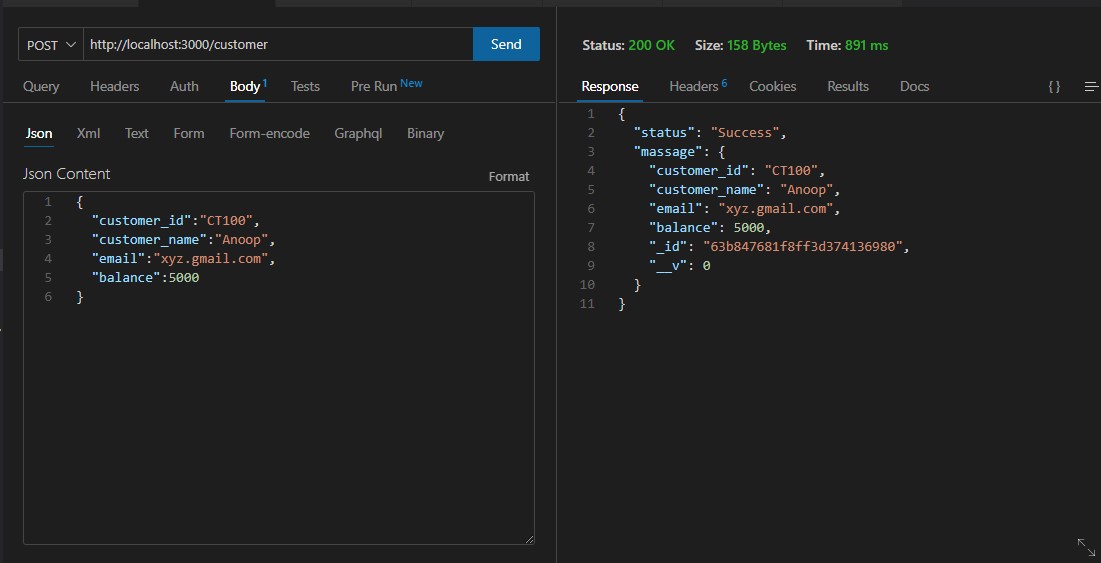 POST http://localhost:3000/customer Send
Query Headers Auth Body 1 Tests Pre Run New
Json Xml Text Form Form-encode Graphql Binary
Json Content Format
1 {
2 "customer_id":"CT100",
3 "customer_name":"Anoop",
4 "email":"xyz.gmail.com",
5 "balance":5000
6 }
Status: 200 OK Size: 158 Bytes Time: 891 ms
Response Headers 6 Cookies Results Docs {}
1 {
2 "status": "Success",
3 "massage": {
4 "customer_id": "CT100",
5 "customer_name": "Anoop",
6 "email": "xyz.gmail.com",
7 "balance": 5000,
8 "_id": "63b847681f8ff3d374136980",
9 "__v": 0
10 }
11 }